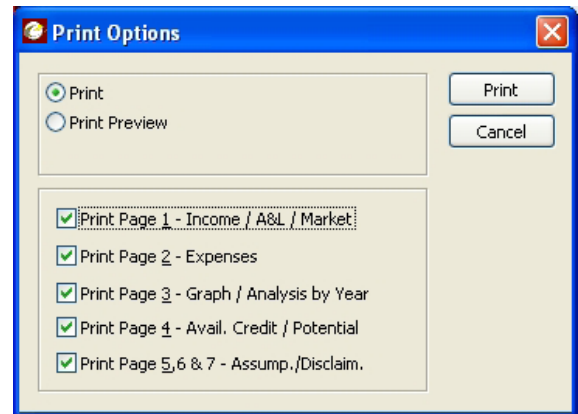 Print Options
Print
Print
Print Preview
Cancel
Print Page 1 - Income / A&L / Market
Print Page 2 - Expenses
Print Page 3 - Graph / Analysis by Year
Print Page 4 - Avail. Credit / Potential
Print Page 5,6 & 7 - Assump./Disclaim.